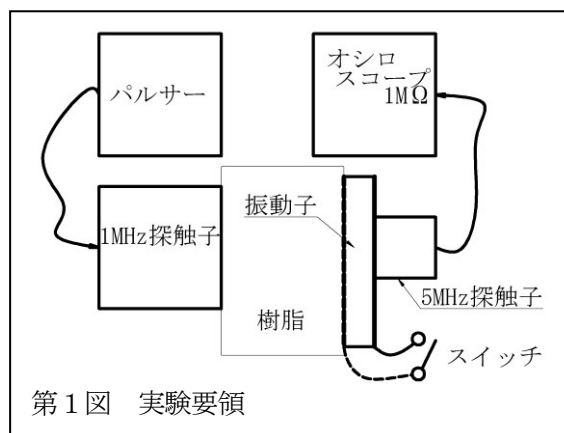 パルサー
オシロ
スコープ
1MΩ
1MHz探触子
振動子
樹脂
5MHz探触子
スイッチ
第1図 実験要領